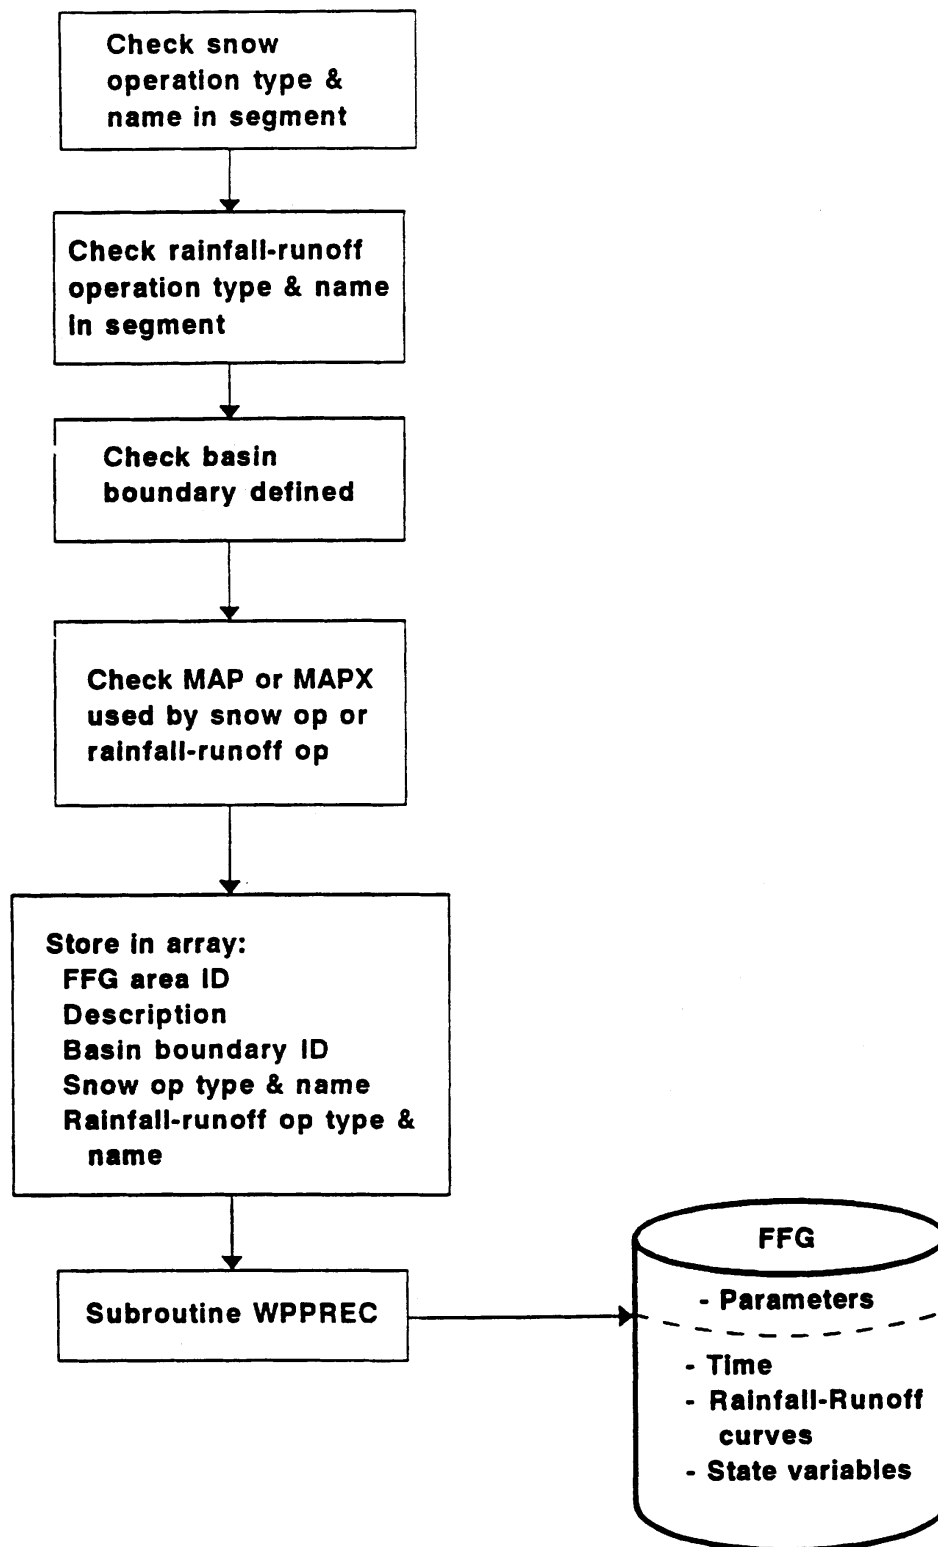 Check snow
operation type &
name in segment
Check rainfall-runoff
operation type & name
in segment
Check basin
boundary defined
Check MAP or MAPX
used by snow op or
rainfall-runoff op
Store in array:
FFG area ID
Description
Basin boundary ID
Snow op type & name
Rainfall-runoff op type &
name
Subroutine WPPREC
FFG
- Parameters
- Time
- Rainfall-Runoff
curves
- State variables